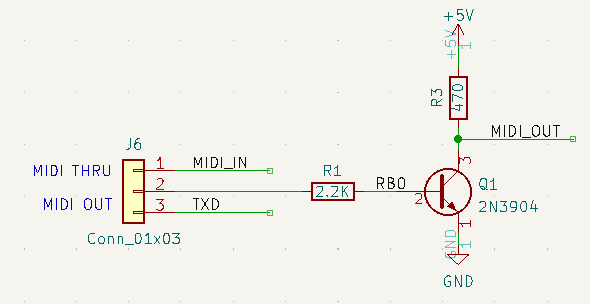 +5V
+5V
1
R3
470
MIDI_OUT
J6
MIDI THRU
1
MIDI_IN
2
R1
2.2K
RB0
2
3
Q1
2N3904
MIDI OUT
3
TXD
Conn_01x03
1
GND
1
GND